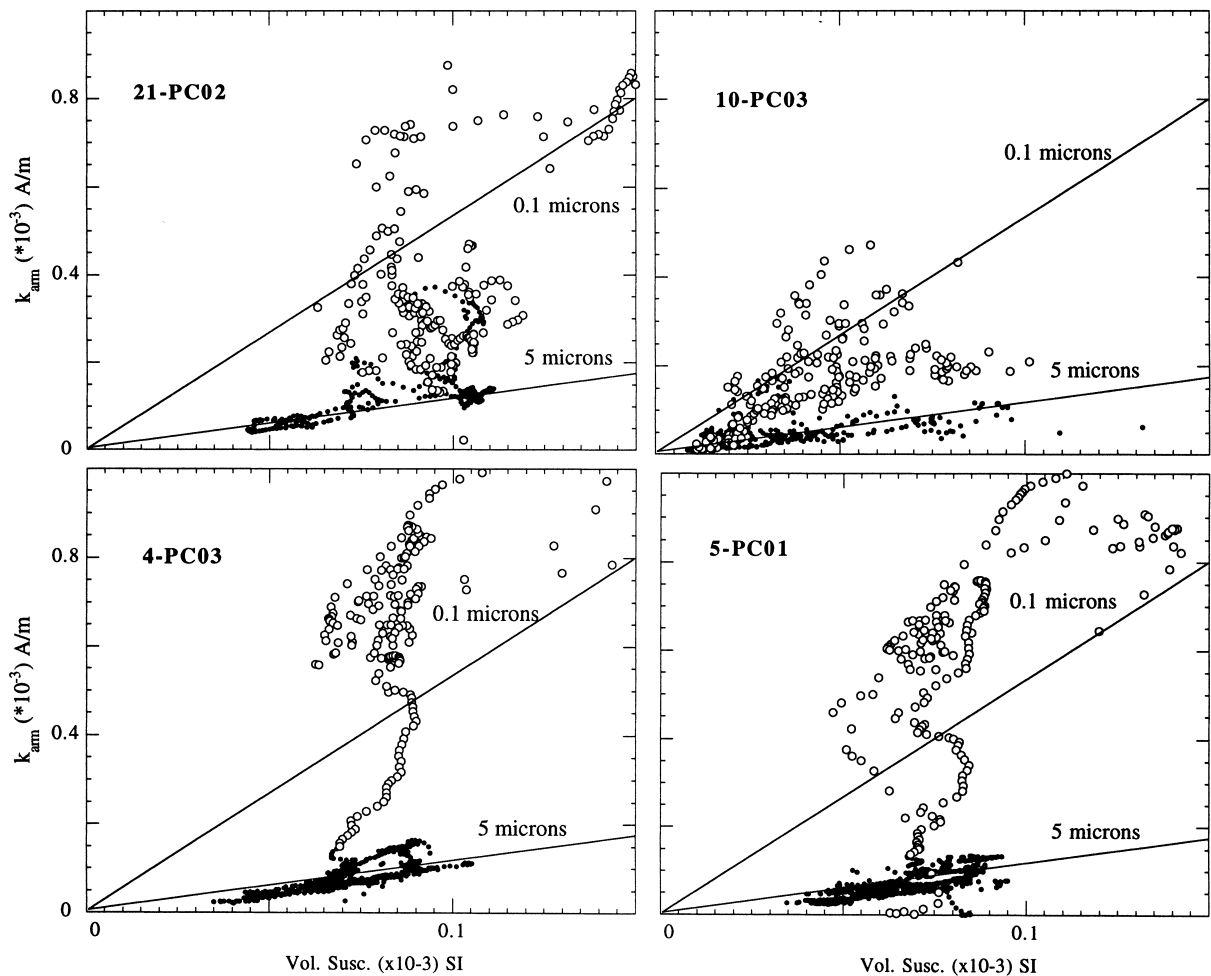 21-PC02
0.8
0.1 microns
0.4
5 microns
0
k_arm (*10^-3) A/m
10-PC03
0.1 microns
5 microns
4-PC03
0.8
0.1 microns
0.4
5 microns
0
k_arm (*10^-3) A/m
0
0.1
Vol. Susc. (x10-3) SI
5-PC01
0.1 microns
5 microns
0
0.1
Vol. Susc. (x10-3) SI